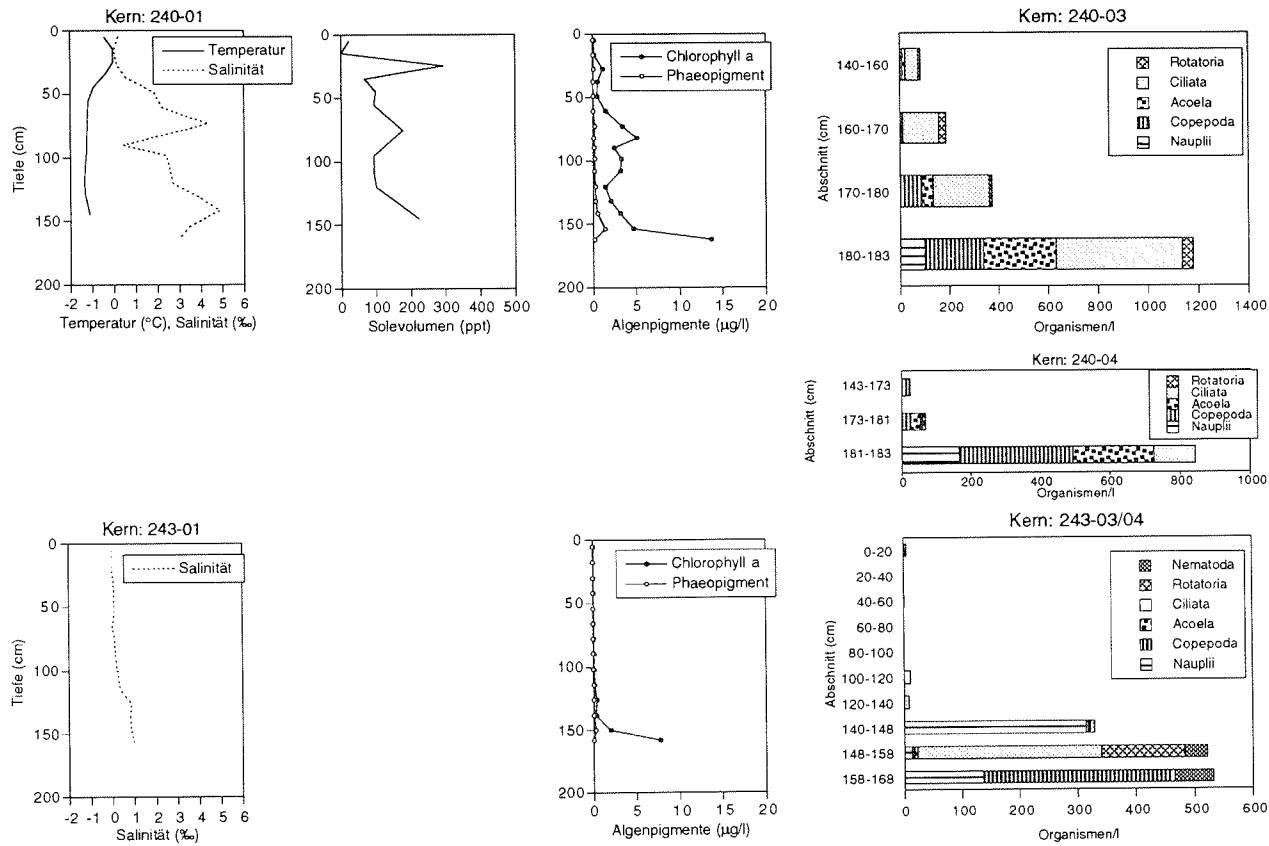 Kern: 240-01
0
50
100
150
200
Tiefe (cm)
-2 -1 0 1 2 3 4 5 6
Temperatur (°C), Salinität (‰)
Temperatur
Salinität
0
50
100
150
200
0 100 200 300 400 500
Solevolumen (ppt)
0
50
100
150
200
0 5 10 15 20
Algenpigmente (µg/l)
Chlorophyll a
Phaeopigment
Kern: 240-03
Abschnitt (cm)
140-160
160-170
170-180
180-183
0 200 400 600 800 1000 1200 1400
Organismen/l
Rotatoria
Ciliata
Acoela
Copepoda
Nauplii
Kern: 240-04
Abschnitt (cm)
143-173
173-181
181-183
0 200 400 600 800 1000
Organismen/l
Rotatoria
Ciliata
Acoela
Copepoda
Nauplii
Kern: 243-01
0
50
100
150
200
Tiefe (cm)
-2 -1 0 1 2 3 4 5 6
Salinität (‰)
Salinität
0
50
100
150
200
0 5 10 15 20
Algenpigmente (µg/l)
Chlorophyll a
Phaeopigment
Kern: 243-03/04
Abschnitt (cm)
0-20
20-40
40-60
60-80
80-100
100-120
120-140
140-148
148-158
158-168
0 100 200 300 400 500 600
Organismen/l
Nematoda
Rotatoria
Ciliata
Acoela
Copepoda
Nauplii